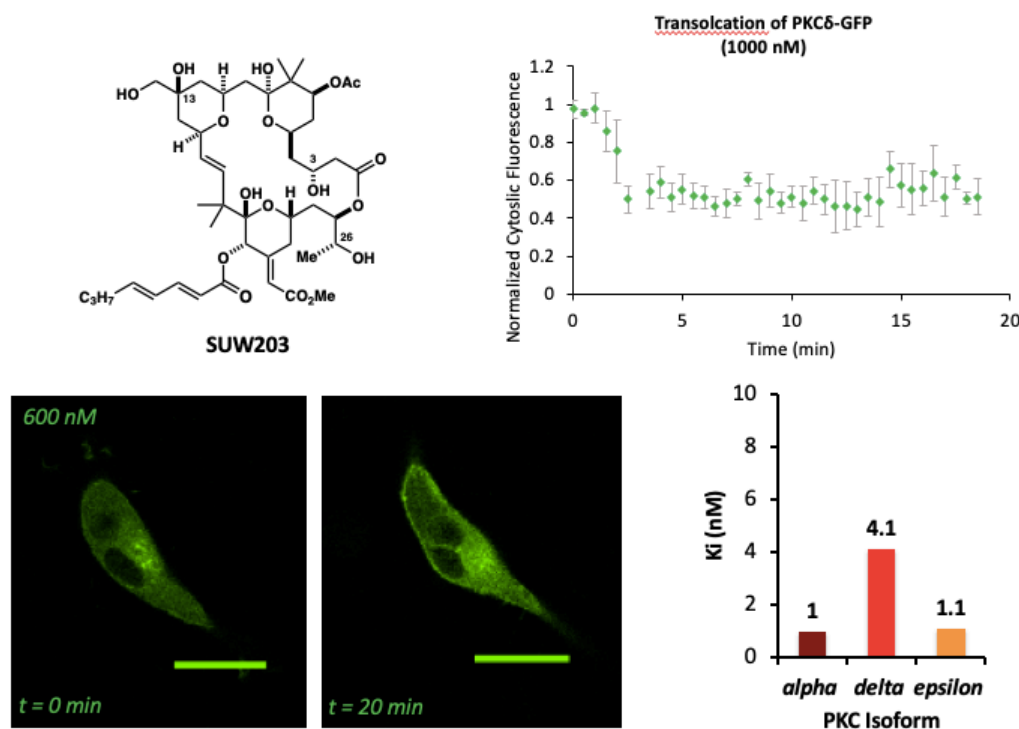 OH
H
HO
13
HO
OAc
O
O
H
3
O
OH
OH
O
H
O
26
Me
OH
O
O
C3H7
CO2Me
SUW203
Transolcation of PKCδ-GFP
(1000 nM)
Normalized Cytoslic Fluorescence
1.2
1
0.8
0.6
0.4
0.2
0
0
5
10
15
20
Time (min)
600 nM
t = 0 min
t = 20 min
Ki (nM)
10
8
6
4
2
0
1
4.1
1.1
alpha
delta
epsilon
PKC Isoform